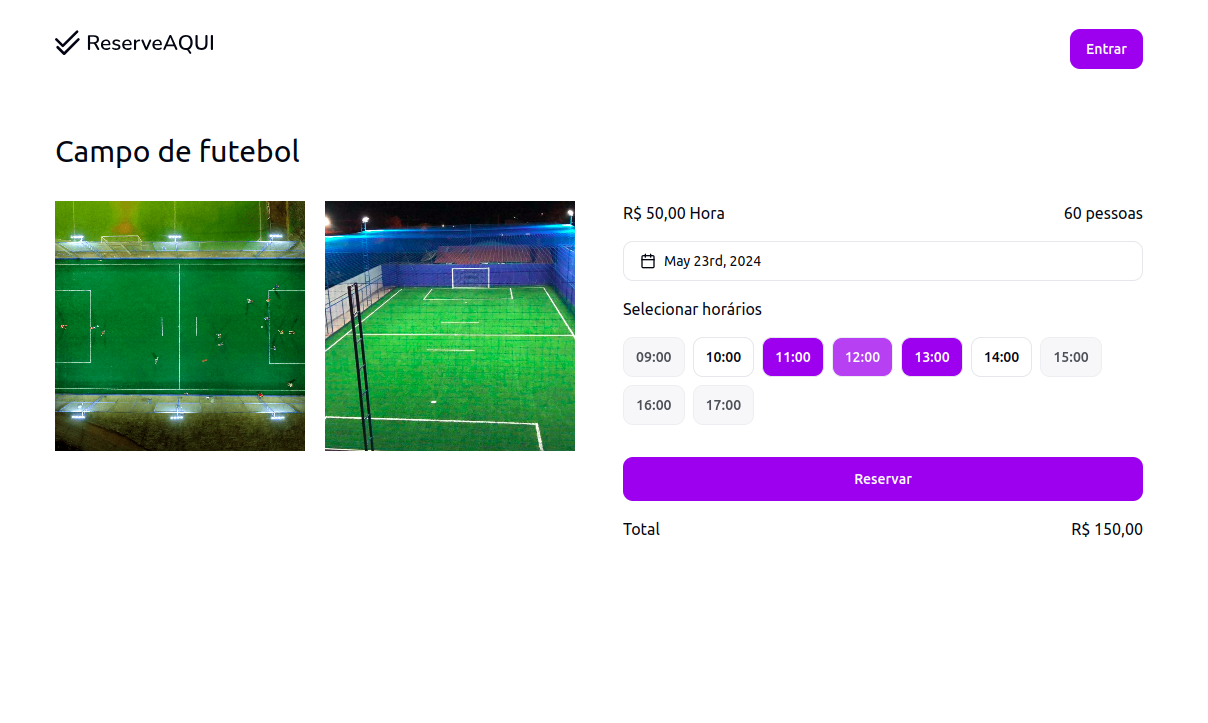 ReserveAQUI
Entrar
Campo de futebol
R$ 50,00 Hora 60 pessoas
May 23rd, 2024
Selecionar horários
09:00 10:00 11:00 12:00 13:00 14:00 15:00
16:00 17:00
Reservar
Total R$ 150,00